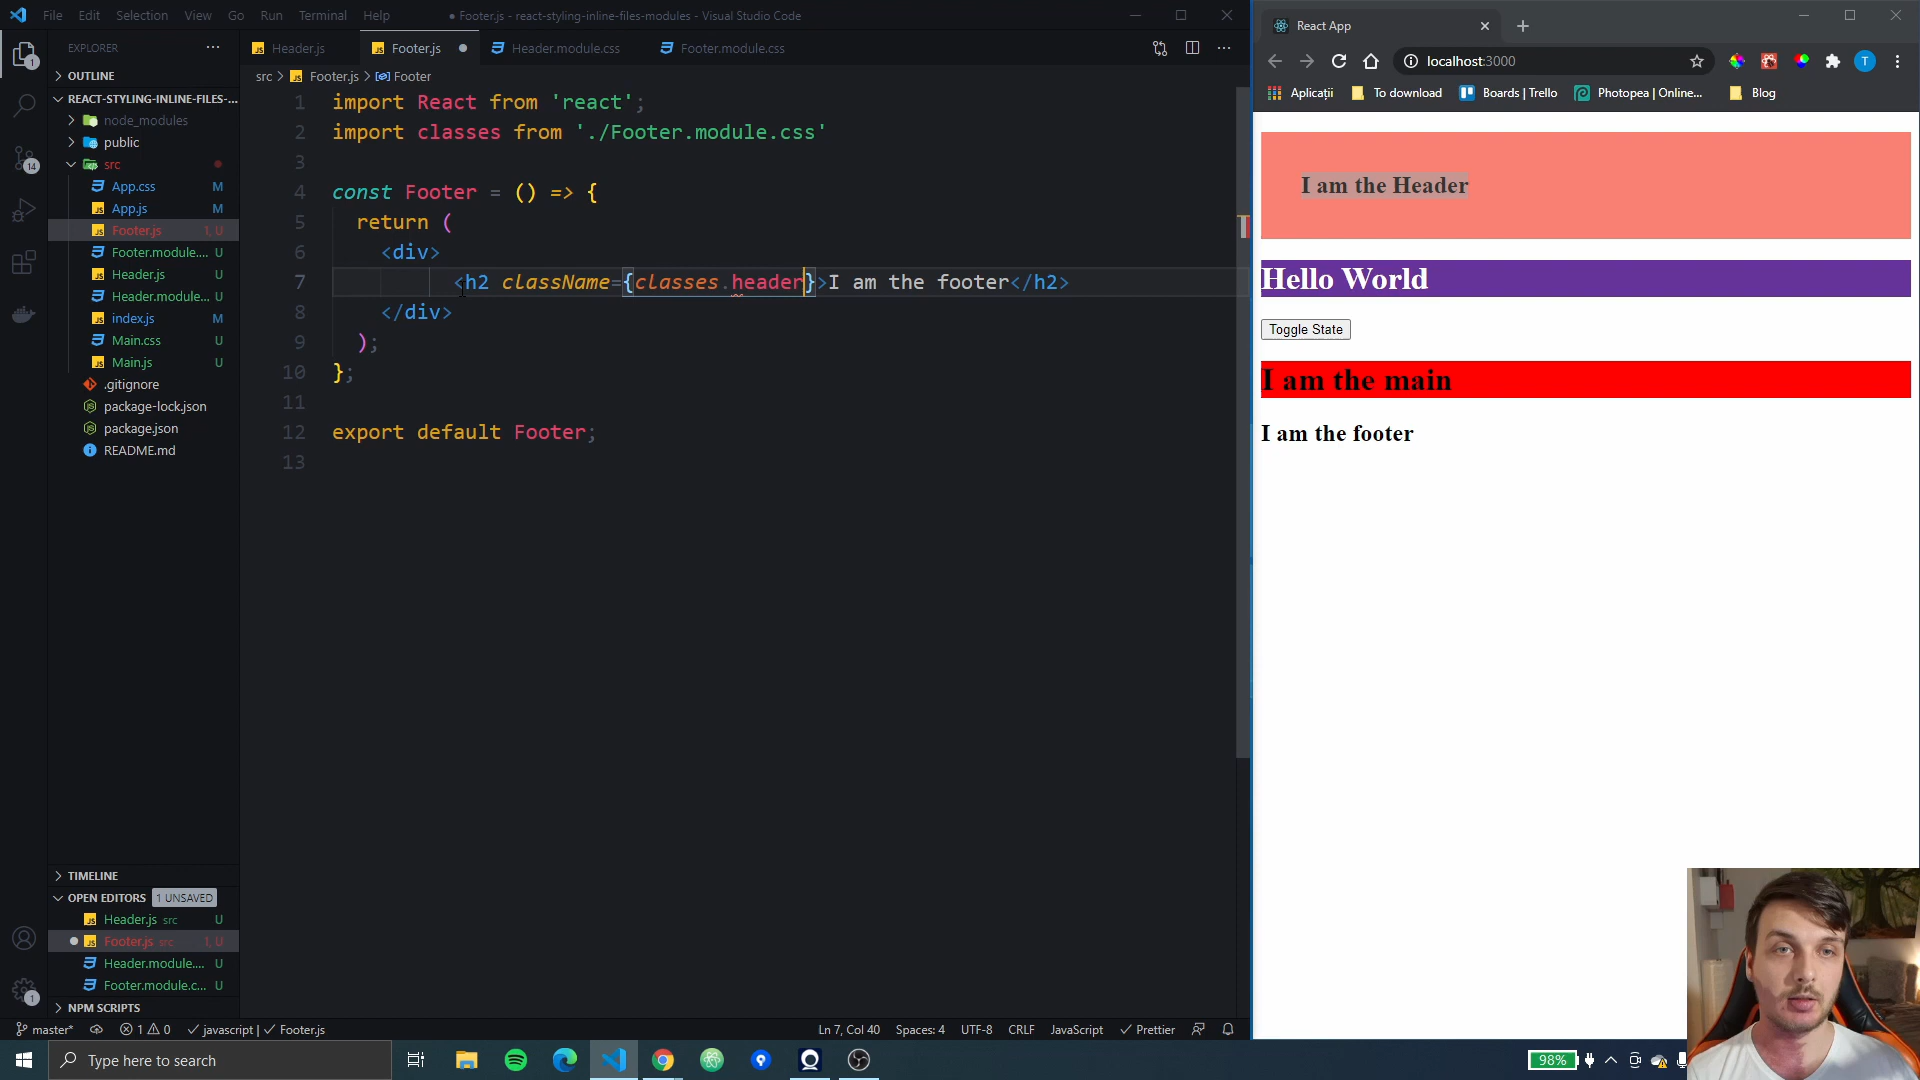 File Edit Selection View Go Run Terminal Help
● Footer.js - react-styling-inline-files-modules - Visual Studio Code
EXPLORER
OUTLINE
REACT-STYLING-INLINE-FILES-...
node_modules
public
src
App.css M
App.js M
Footer.js 1, U
Footer.module.... U
Header.js U
Header.module... U
index.js M
Main.css U
Main.js U
.gitignore
package-lock.json
package.json
README.md
TIMELINE
OPEN EDITORS 1 UNSAVED
Header.js src U
Footer.js src 1, U
Header.module.... U
Footer.module.c... U
NPM SCRIPTS
Header.js Footer.js Header.module.css Footer.module.css
src > Footer.js > Footer
1 import React from 'react';
2 import classes from './Footer.module.css'
3
4 const Footer = () => {
5 return (
6 <div>
7 <h2 className={classes.header}>I am the footer</h2>
8 </div>
9 );
10 };
11
12 export default Footer;
13
1
14
1
master* 1 0 javascript | Footer.js
Ln 7, Col 40 Spaces: 4 UTF-8 CRLF JavaScript Prettier
Type here to search
98%
React App
localhost:3000
T
Aplicații To download Boards | Trello Photopea | Online... Blog
I am the Header
Hello World
Toggle State
I am the main
I am the footer